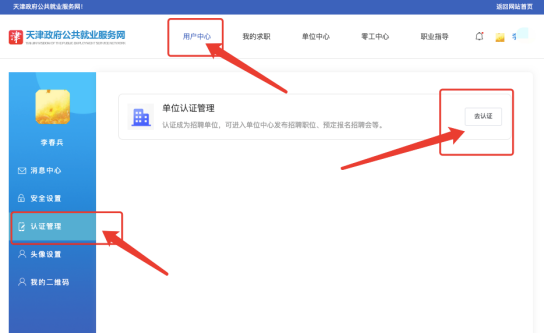 天津政府公共就业服务网!
返回网站首页
津 天津政府公共就业服务网
用户中心
我的求职
单位中心
零工中心
职业指导
李春兵
消息中心
安全设置
认证管理
头像设置
我的二维码
单位认证管理
认证成为招聘单位，可进入单位中心发布招聘职位、预定报名招聘会等。
去认证